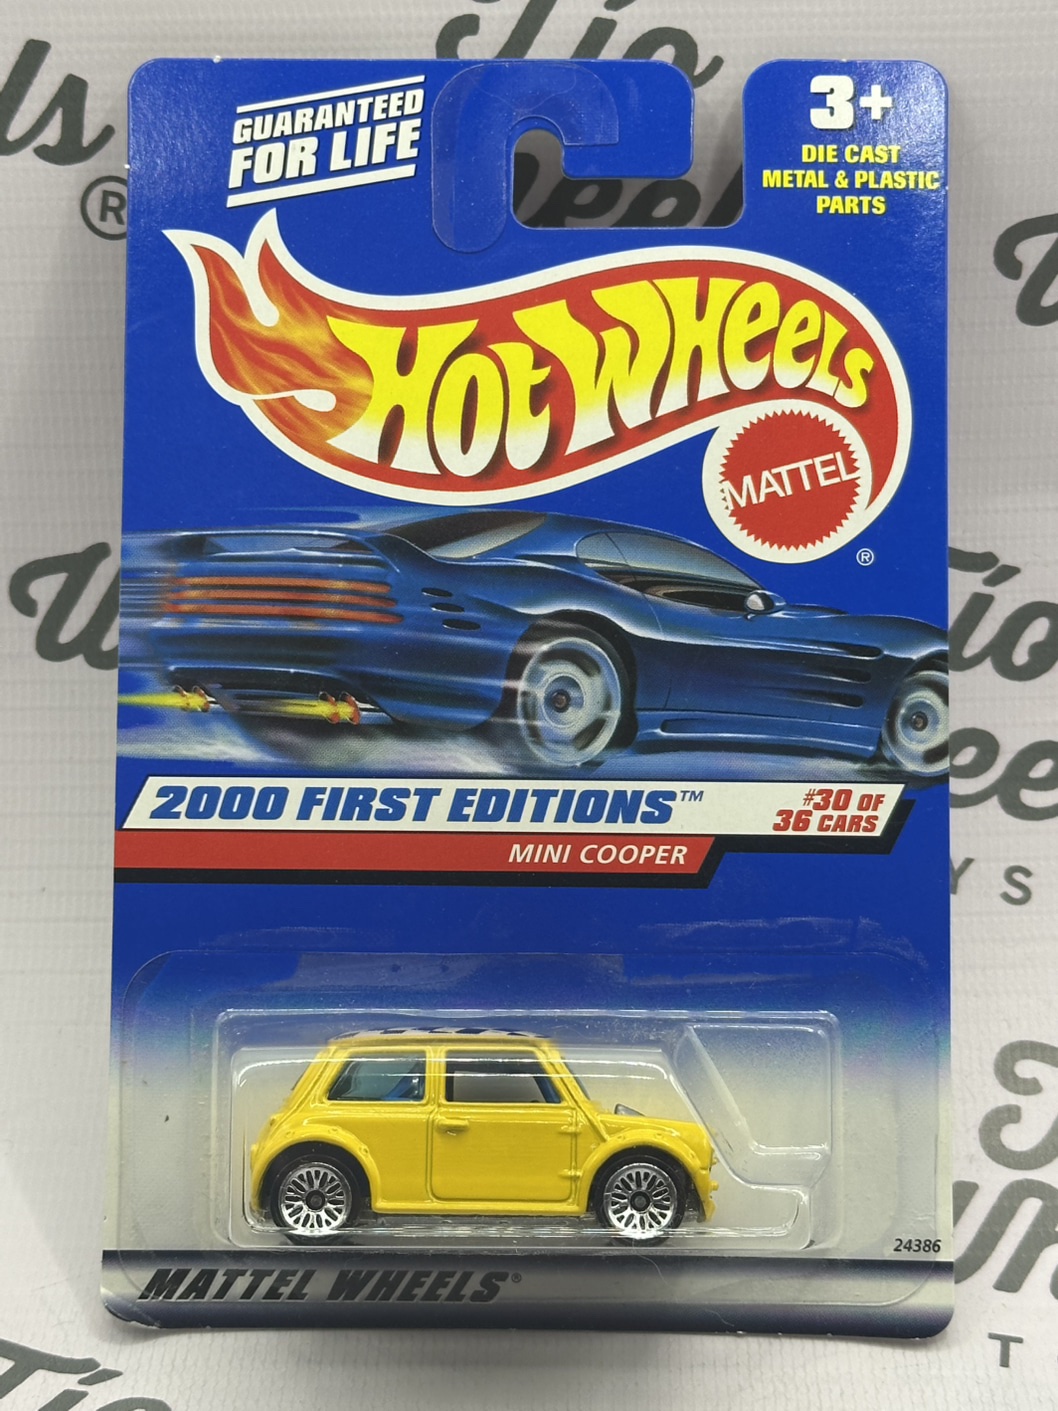 GUARANTEED
FOR LIFE
3+
DIE CAST
METAL & PLASTIC
PARTS
HOT WHEELS
MATTEL
®
2000 FIRST EDITIONS™
#30 OF
36 CARS
MINI COOPER
24386
MATTEL WHEELS®
Tío
®